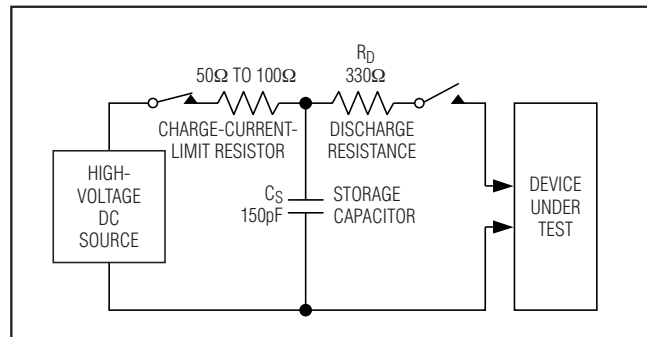 R_D
50Ω TO 100Ω
330Ω
CHARGE-CURRENT-
LIMIT RESISTOR
DISCHARGE
RESISTANCE
HIGH-
VOLTAGE
DC
SOURCE
C_S
150pF
STORAGE
CAPACITOR
DEVICE
UNDER
TEST